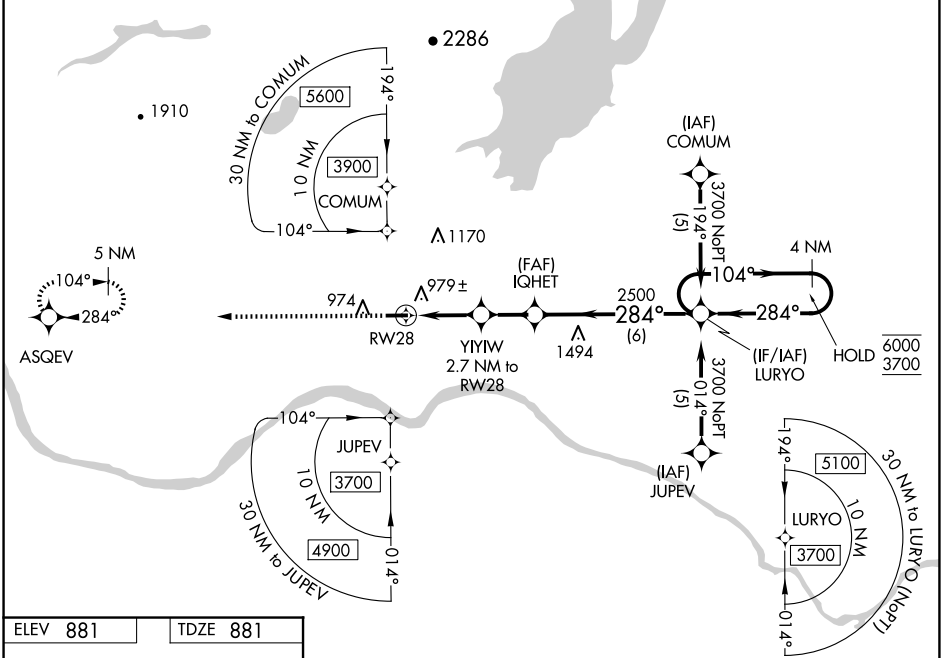 2286
1910
30 NM to COMUM
5600
194°
10 NM
3900
COMUM
104°
(IAF)
COMUM
3700 NoPT
194°
(5)
4 NM
104°
1170
5 NM
104°
284°
ASQEV
974
979±
RW28
(FAF)
IQHET
YIYIW
2.7 NM to
RW28
2500
284°
(6)
1494
284°
(IF/IAF)
LURYO
HOLD
6000
3700
3700 NoPT
014°
(5)
(IAF)
JUPEV
104°
JUPEV
3700
10 NM
4900
30 NM to JUPEV
014°
194°
5100
LURYO
10 NM
3700
30 NM to LURYO (NoPT)
014°
ELEV 881
TDZE 881